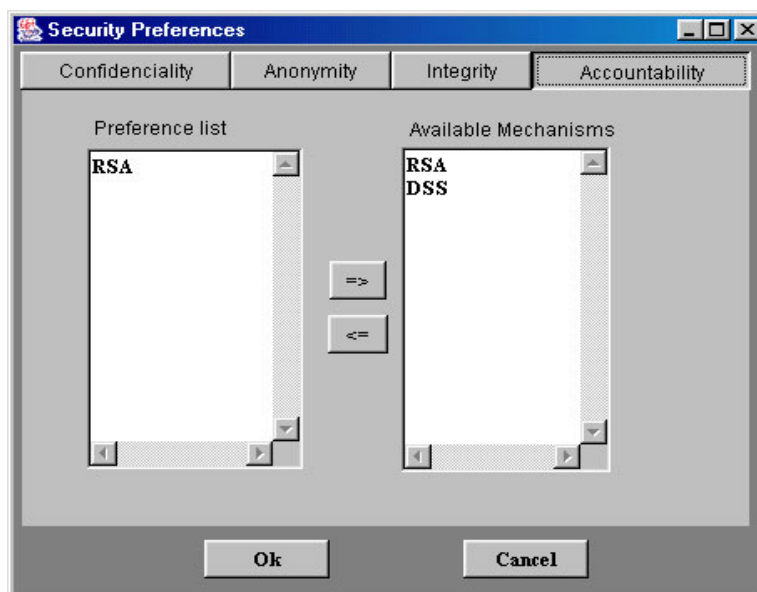 Security Preferences
Confidenciality Anonymity Integrity Accountability
Preference list Available Mechanisms
RSA RSA
DSS
=>
<=
Ok Cancel